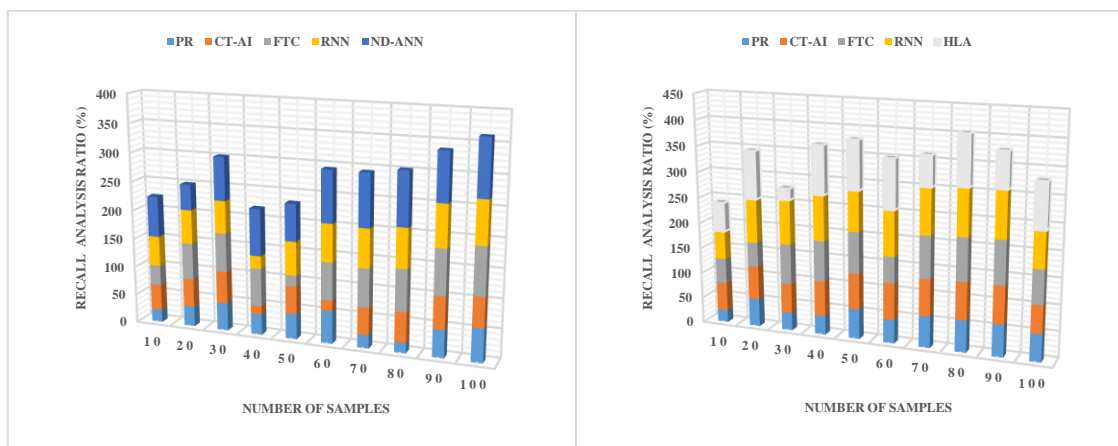 PR CT-AI FTC RNN ND-ANN
RECALL ANALYSIS RATIO (%)
400
350
300
250
200
150
100
50
0
10 20 30 40 50 60 70 80 90 100
NUMBER OF SAMPLES
PR CT-AI FTC RNN HLA
RECALL ANALYSIS RATIO (%)
450
400
350
300
250
200
150
100
50
0
10 20 30 40 50 60 70 80 90 100
NUMBER OF SAMPLES